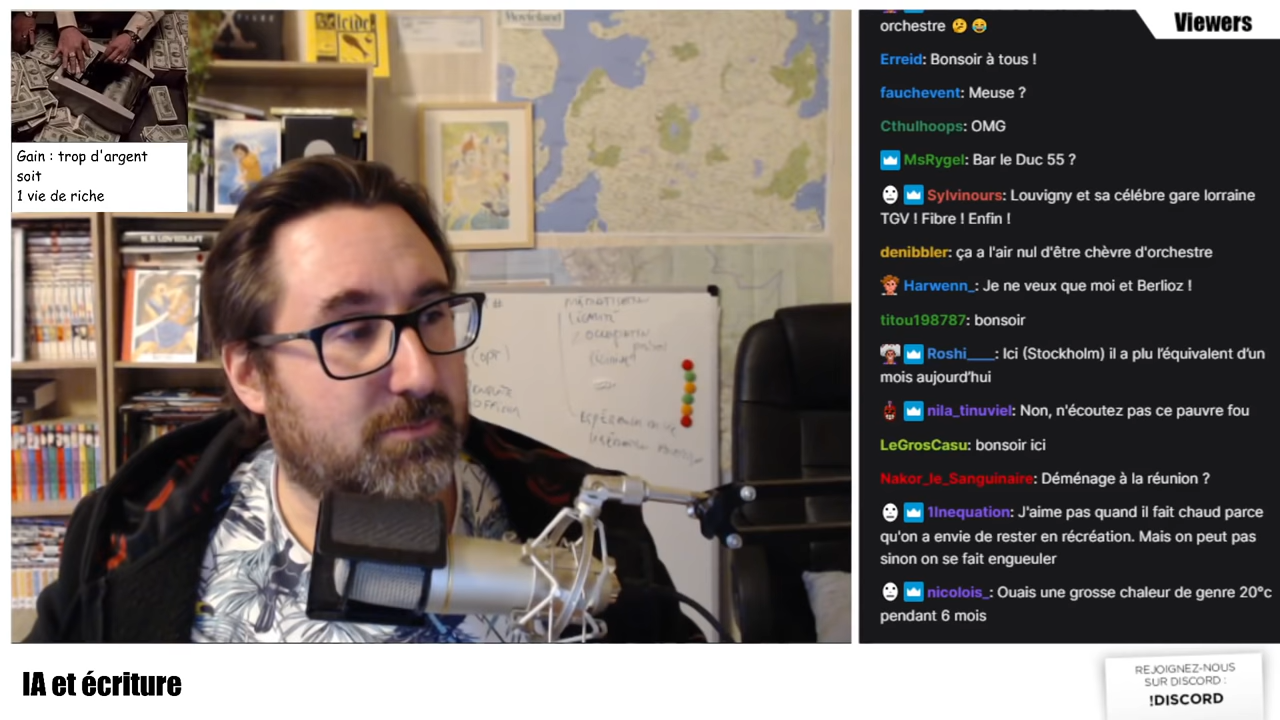 Gain : trop d'argent
soit
1 vie de riche
Viewers
orchestre 😕 😂
Erreid: Bonsoir à tous !
fauchevent: Meuse ?
Cthulhoops: OMG
MsRygel: Bar le Duc 55 ?
Sylvinours: Louvigny et sa célébre gare lorraine
TGV ! Fibre ! Enfin !
denibbler: ça a l'air nul d'être chèvre d'orchestre
Harwenn_: Je ne veux que moi et Berlioz !
titou198787: bonsoir
Roshi____: Ici (Stockholm) il a plu l’équivalent d’un
mois aujourd’hui
nila_tinuviel: Non, n'écoutez pas ce pauvre fou
LeGrosCasu: bonsoir ici
Nakor_le_Sanguinaire: Déménage à la réunion ?
1Inequation: J'aime pas quand il fait chaud parce
qu'on a envie de rester en récréation. Mais on peut pas
sinon on se fait engueuler
nicolois_: Ouais une grosse chaleur de genre 20°c
pendant 6 mois
IA et écriture
REJOIGNEZ-NOUS
SUR DISCORD :
!DISCORD